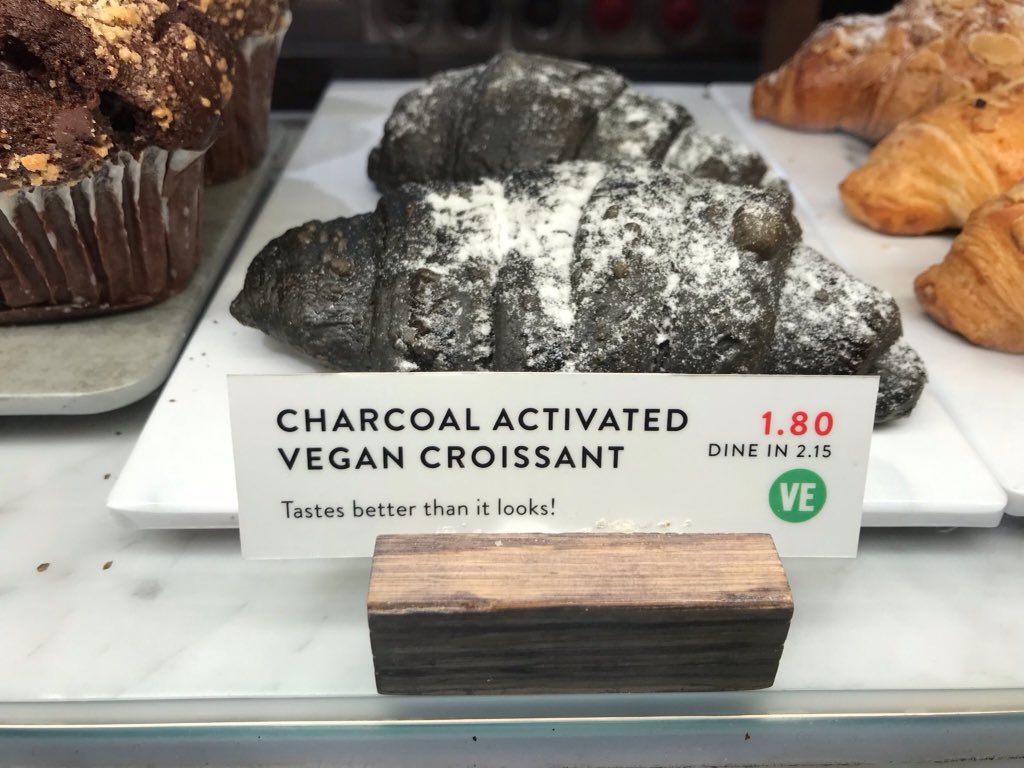 CHARCOAL ACTIVATED
VEGAN CROISSANT
Tastes better than it looks!
1.80
DINE IN 2.15
VE